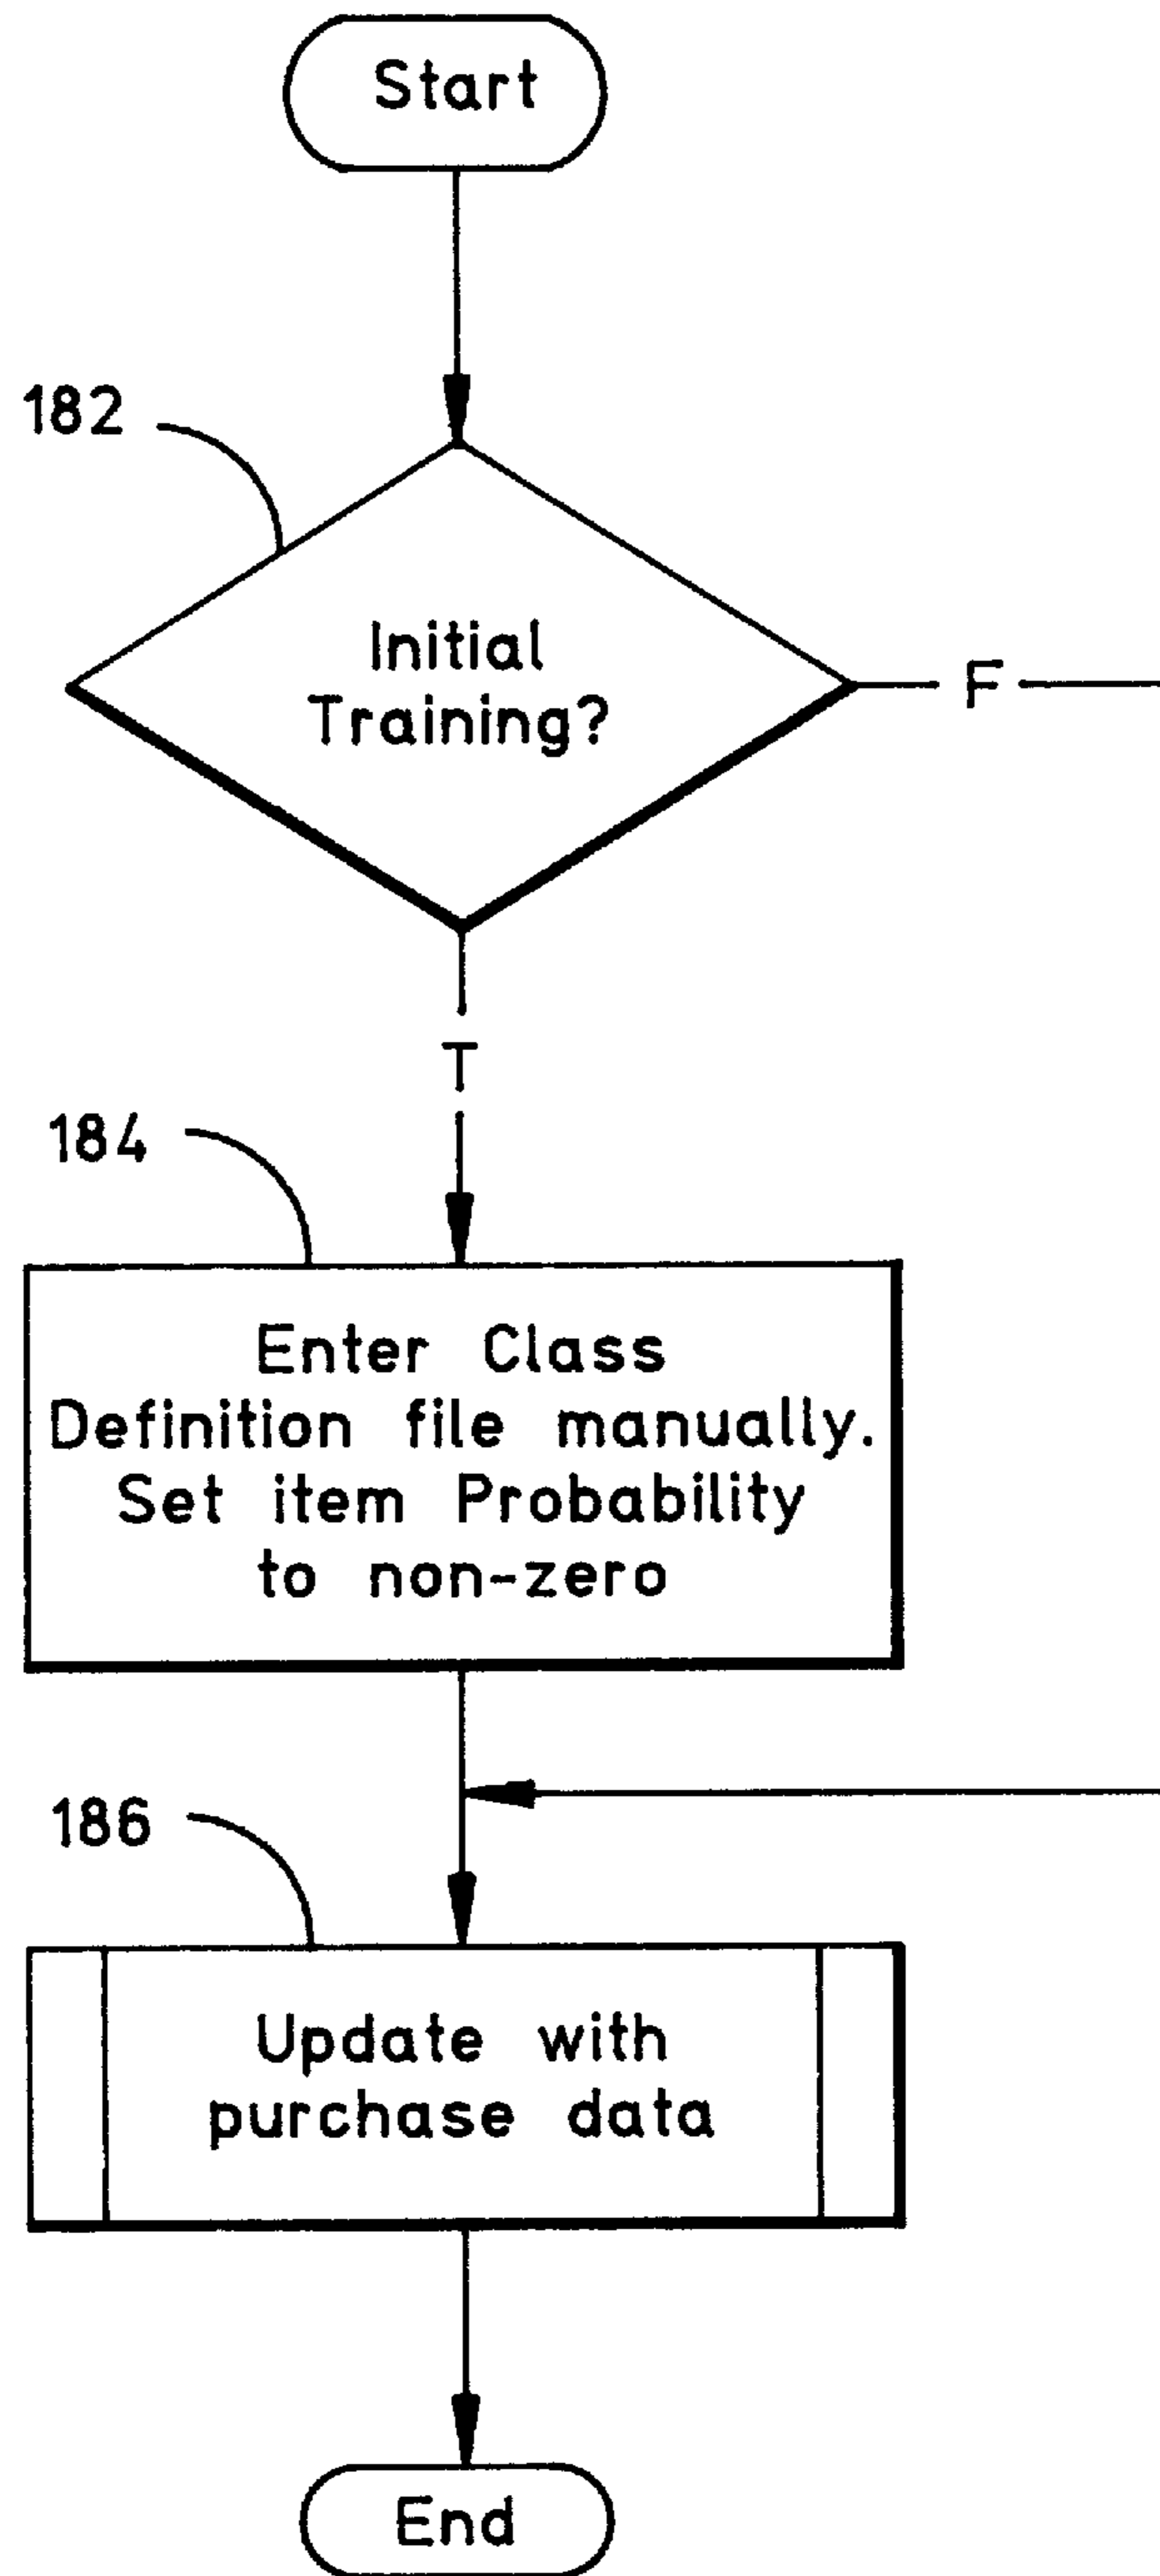 Start
182
Initial
Training?
F
T
184
Enter Class
Definition file manually.
Set item Probability
to non-zero
186
Update with
purchase data
End